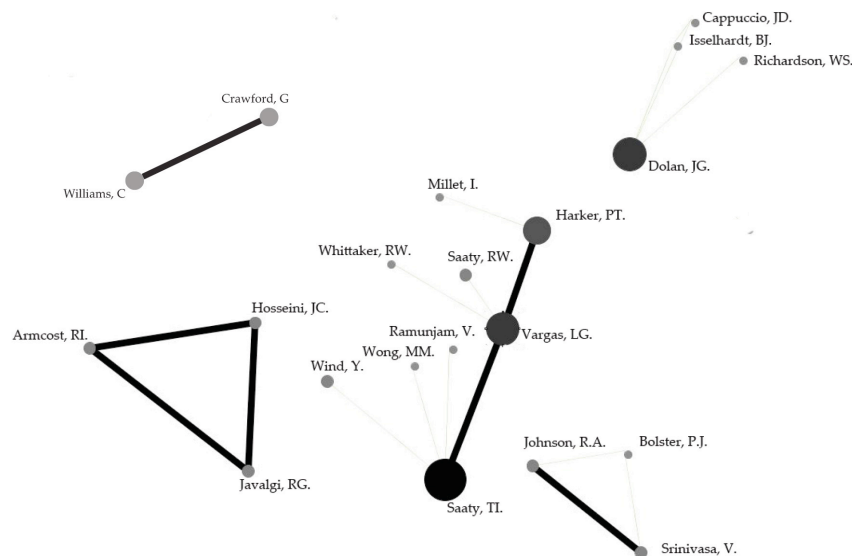 Cappuccio, JD.
Isselhardt, BJ.
Richardson, WS.
Crawford, G
Dolan, JG.
Williams, C
Millet, I.
Harker, PT.
Whittaker, RW.
Saaty, RW.
Hosseini, JC.
Armcost, RI.
Ramunjam, V.
Vargas, LG.
Wong, MM.
Wind, Y.
Johnson, R.A.
Bolster, P.J.
Javalgi, RG.
Saaty, TI.
Srinivasa, V.